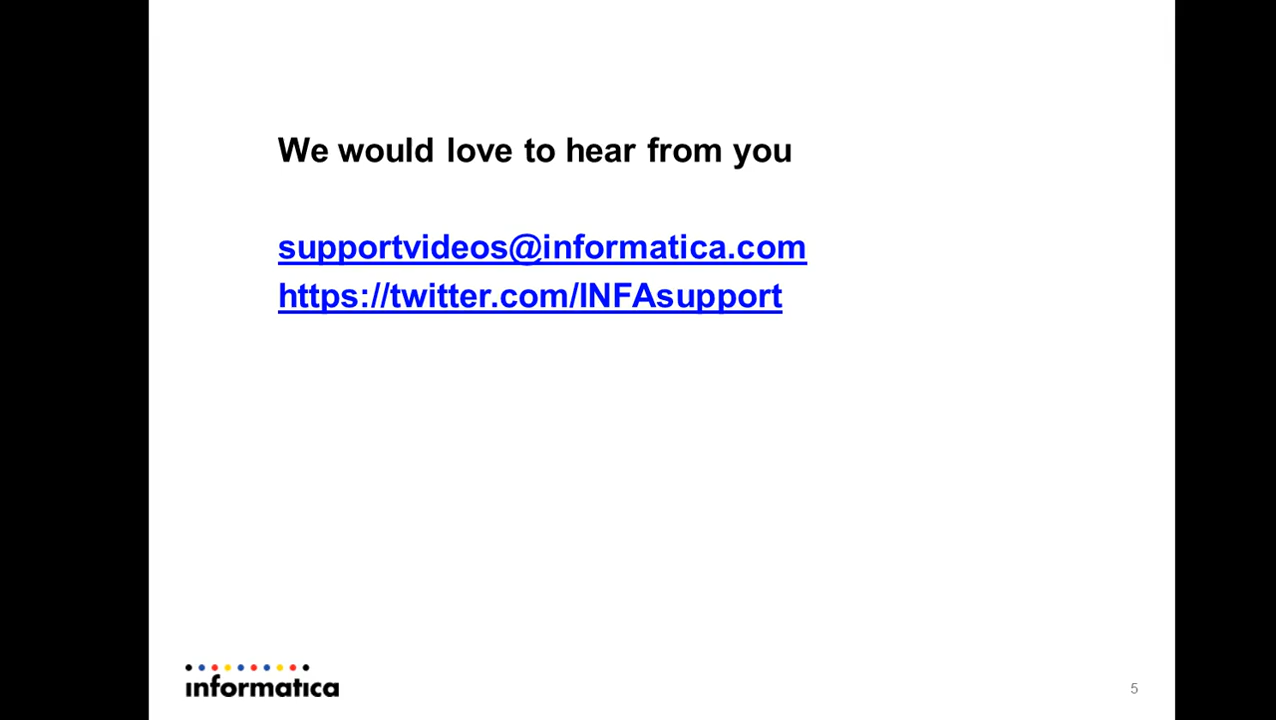 We would love to hear from you
supportvideos@informatica.com
https://twitter.com/INFAsupport
informatica
5